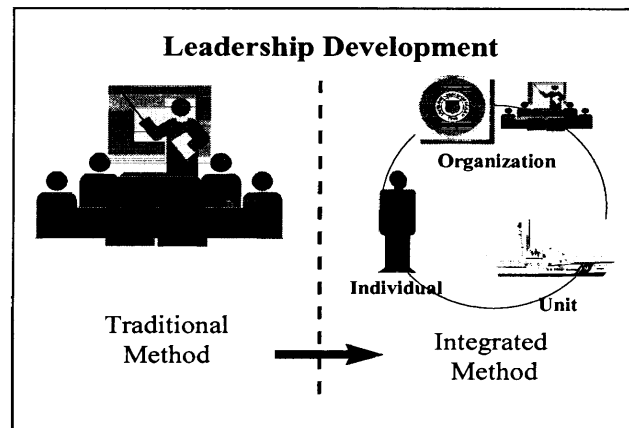 Leadership Development
Organization
Individual
Unit
Traditional
Method
Integrated
Method